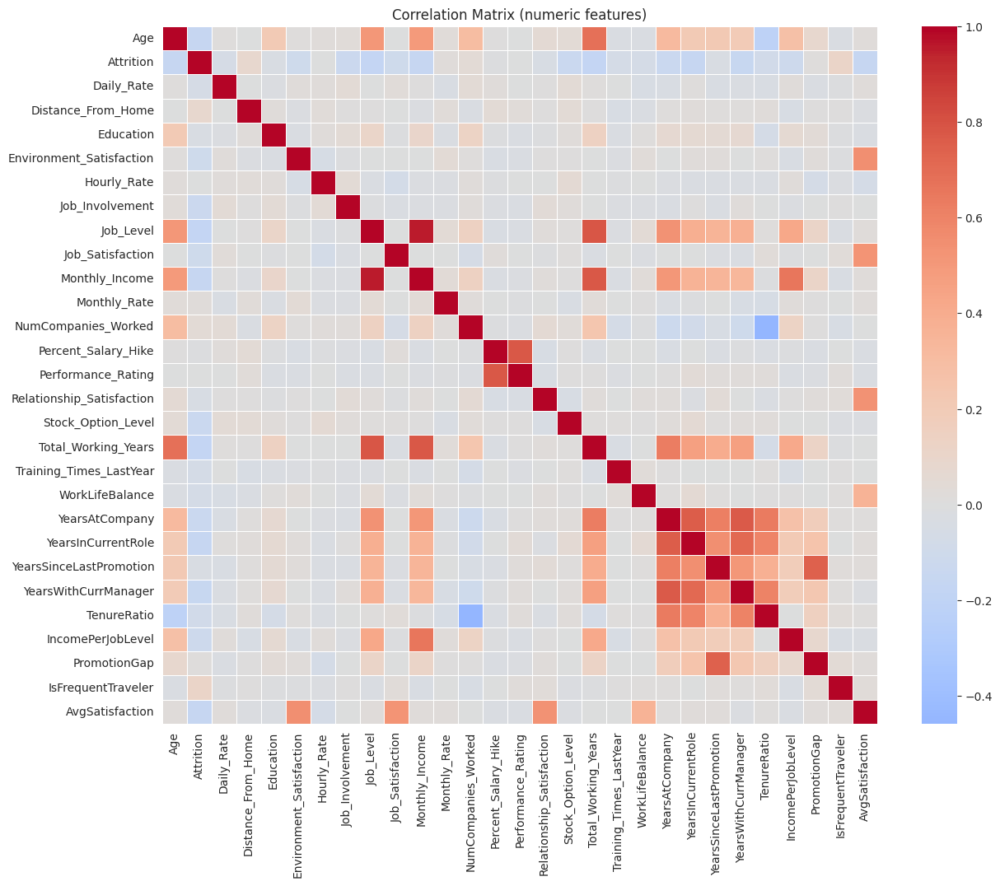 Correlation Matrix (numeric features)
Age
Attrition
Daily_Rate
Distance_From_Home
Education
Environment_Satisfaction
Hourly_Rate
Job_Involvement
Job_Level
Job_Satisfaction
Monthly_Income
Monthly_Rate
NumCompanies_Worked
Percent_Salary_Hike
Performance_Rating
Relationship_Satisfaction
Stock_Option_Level
Total_Working_Years
Training_Times_LastYear
WorkLifeBalance
YearsAtCompany
YearsInCurrentRole
YearsSinceLastPromotion
YearsWithCurrManager
TenureRatio
IncomePerJobLevel
PromotionGap
IsFrequentTraveler
AvgSatisfaction
Age
Attrition
Daily_Rate
Distance_From_Home
Education
Environment_Satisfaction
Hourly_Rate
Job_Involvement
Job_Level
Job_Satisfaction
Monthly_Income
Monthly_Rate
NumCompanies_Worked
Percent_Salary_Hike
Performance_Rating
Relationship_Satisfaction
Stock_Option_Level
Total_Working_Years
Training_Times_LastYear
WorkLifeBalance
YearsAtCompany
YearsInCurrentRole
YearsSinceLastPromotion
YearsWithCurrManager
TenureRatio
IncomePerJobLevel
PromotionGap
IsFrequentTraveler
AvgSatisfaction
1.0
0.8
0.6
0.4
0.2
0.0
−0.2
−0.4